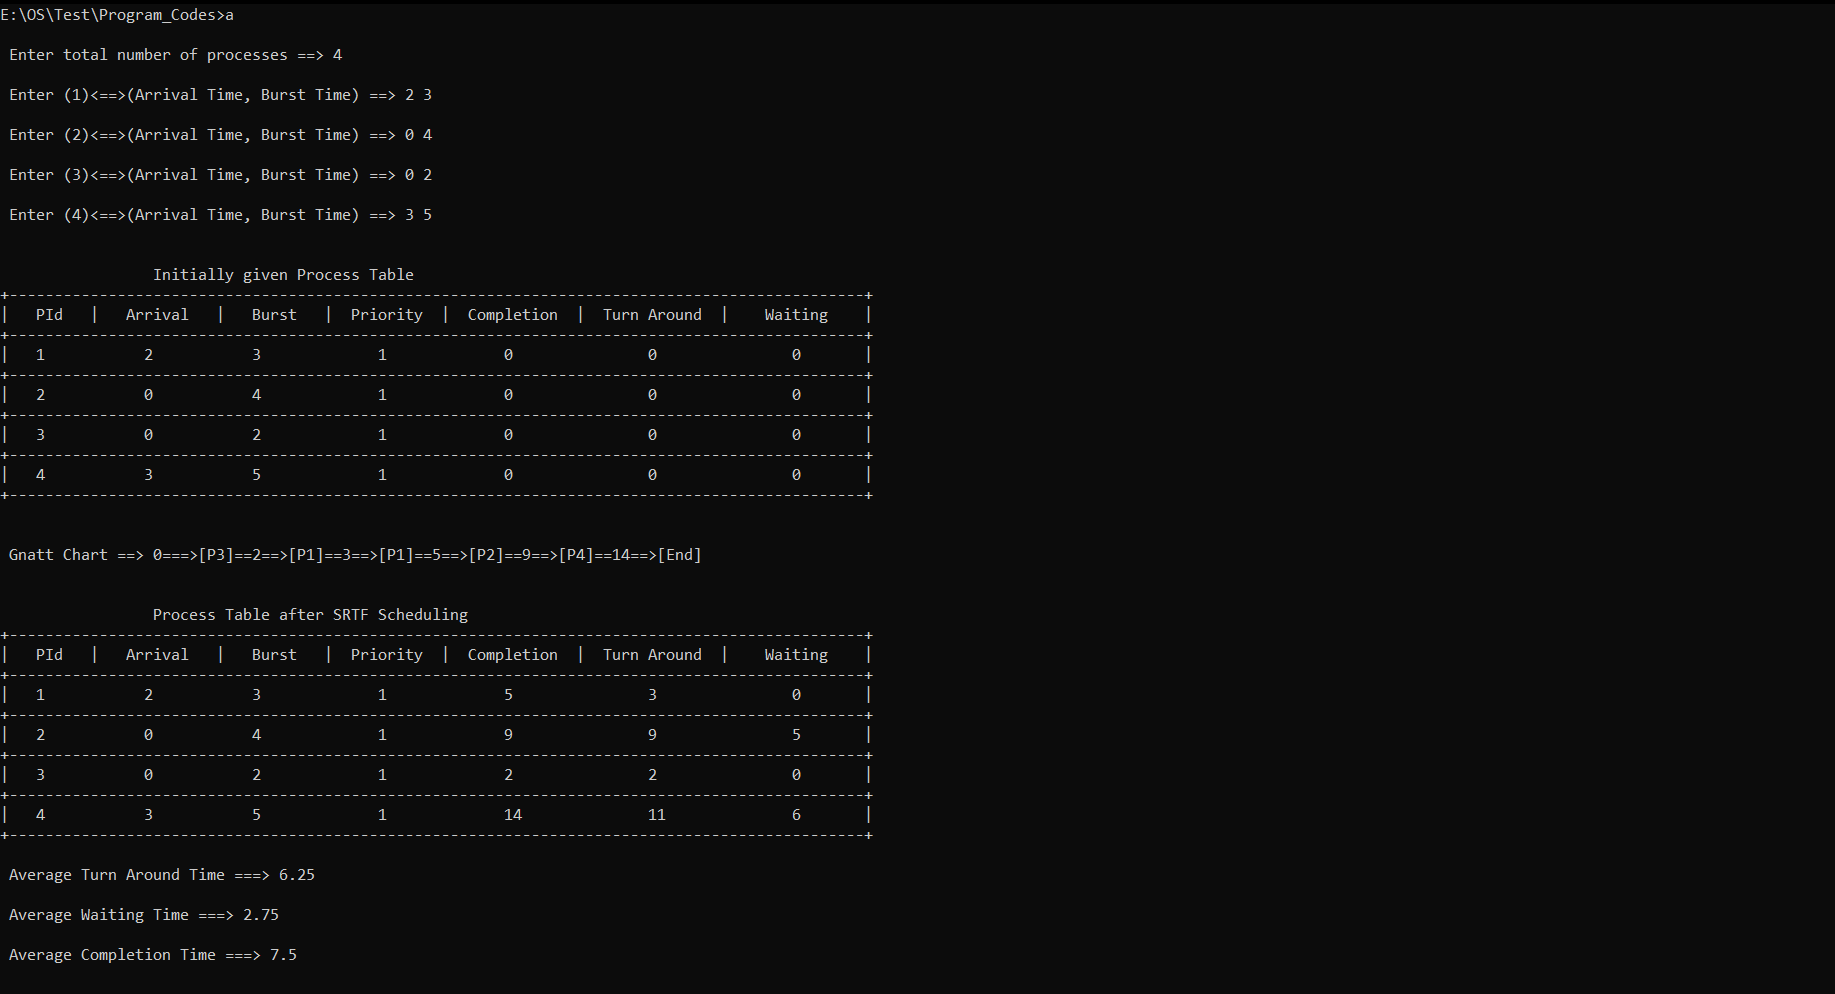 E:\OS\Test\Program_Codes>a
Enter total number of processes ==> 4
Enter (1)<==>(Arrival Time, Burst Time) ==> 2 3
Enter (2)<==>(Arrival Time, Burst Time) ==> 0 4
Enter (3)<==>(Arrival Time, Burst Time) ==> 0 2
Enter (4)<==>(Arrival Time, Burst Time) ==> 3 5
Initially given Process Table
+-----------------------------------------------------------------------------------------------+
| PId | Arrival | Burst | Priority | Completion | Turn Around | Waiting |
+-----------------------------------------------------------------------------------------------+
| 1 2 3 1 0 0 0 |
+-----------------------------------------------------------------------------------------------+
| 2 0 4 1 0 0 0 |
+-----------------------------------------------------------------------------------------------+
| 3 0 2 1 0 0 0 |
+-----------------------------------------------------------------------------------------------+
| 4 3 5 1 0 0 0 |
+-----------------------------------------------------------------------------------------------+
Gnatt Chart ==> 0===>[P3]==2==>[P1]==3==>[P1]==5==>[P2]==9==>[P4]==14==>[End]
Process Table after SRTF Scheduling
+-----------------------------------------------------------------------------------------------+
| PId | Arrival | Burst | Priority | Completion | Turn Around | Waiting |
+-----------------------------------------------------------------------------------------------+
| 1 2 3 1 5 3 0 |
+-----------------------------------------------------------------------------------------------+
| 2 0 4 1 9 9 5 |
+-----------------------------------------------------------------------------------------------+
| 3 0 2 1 2 2 0 |
+-----------------------------------------------------------------------------------------------+
| 4 3 5 1 14 11 6 |
+-----------------------------------------------------------------------------------------------+
Average Turn Around Time ===> 6.25
Average Waiting Time ===> 2.75
Average Completion Time ===> 7.5